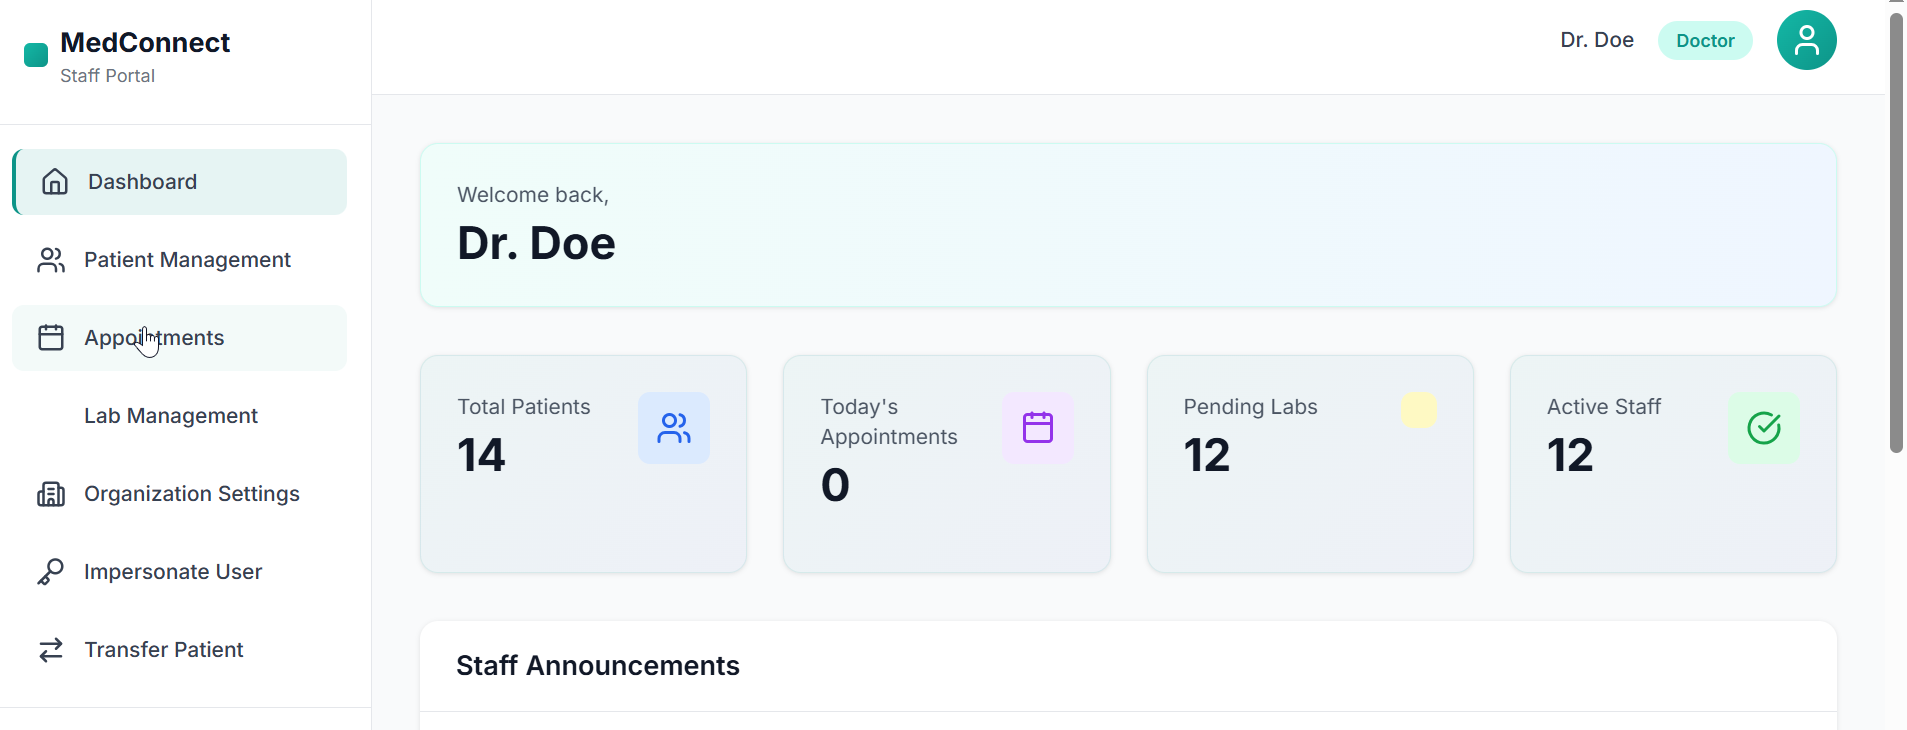 MedConnect
Staff Portal
Dr. Doe
Doctor
Dashboard
Patient Management
Appointments
Lab Management
Organization Settings
Impersonate User
Transfer Patient
Welcome back,
Dr. Doe
Total Patients
14
Today's
Appointments
0
Pending Labs
12
Active Staff
12
Staff Announcements